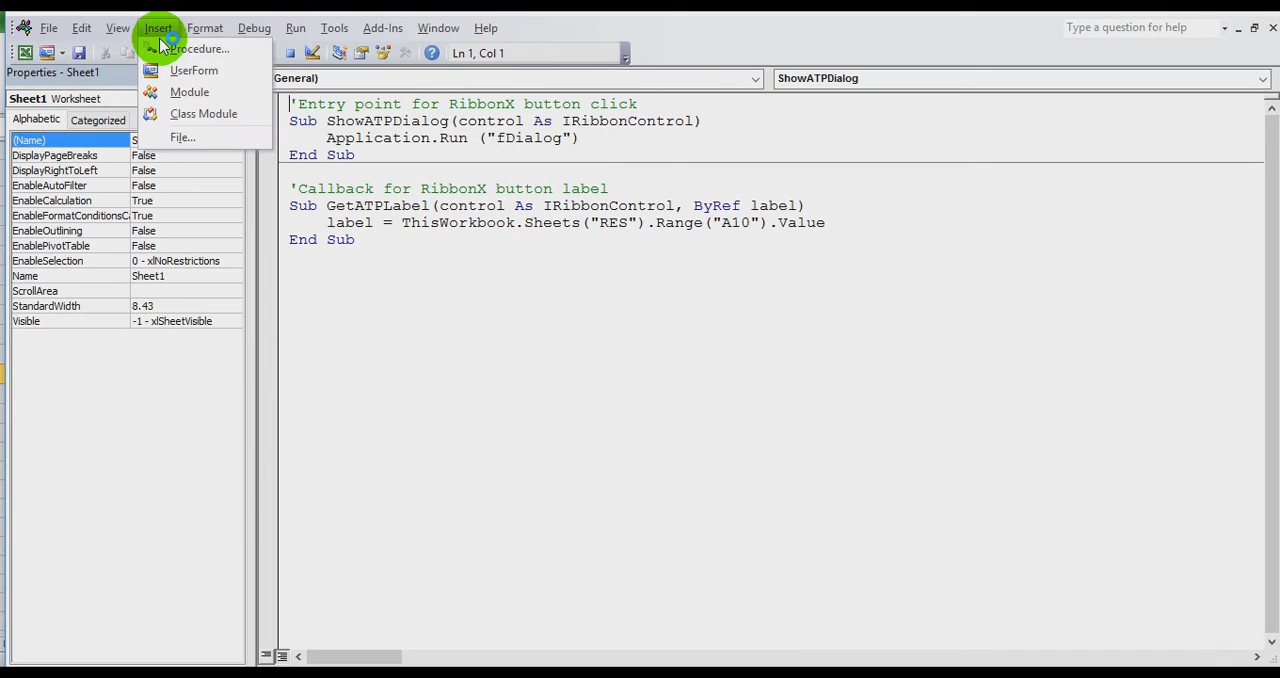 File Edit View Insert Format Debug Run Tools Add-Ins Window Help
Type a question for help
Ln 1, Col 1
Procedure...
UserForm
Module
Class Module
File...
Properties - Sheet1
Sheet1 Worksheet
Alphabetic Categorized
(Name)
DisplayPageBreaks False
DisplayRightToLeft False
EnableAutoFilter False
EnableCalculation True
EnableFormatConditionsC True
EnableOutlining False
EnablePivotTable False
EnableSelection 0 - xlNoRestrictions
Name Sheet1
ScrollArea
StandardWidth 8.43
Visible -1 - xlSheetVisible
General) ShowATPDialog
'Entry point for RibbonX button click
Sub ShowATPDialog(control As IRibbonControl)
Application.Run ("fDialog")
End Sub
'Callback for RibbonX button label
Sub GetATPLabel(control As IRibbonControl, ByRef label)
label = ThisWorkbook.Sheets("RES").Range("A10").Value
End Sub